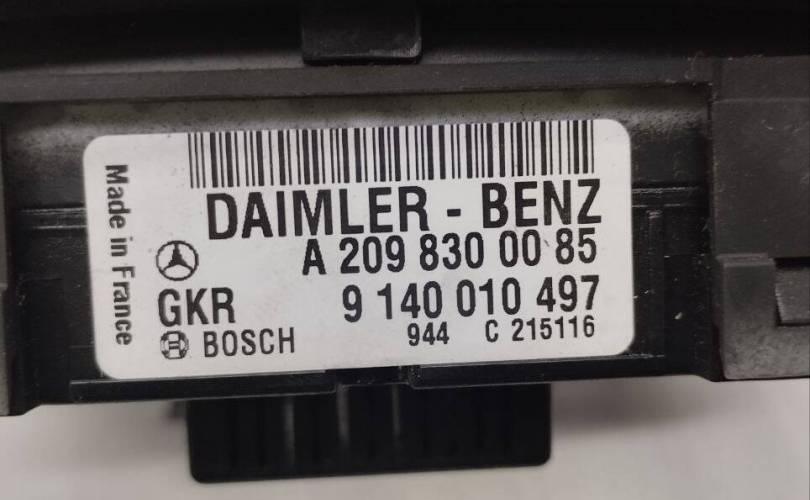 Made in France
DAIMLER - BENZ
A 209 830 00 85
GKR 9 140 010 497
BOSCH 944 C 215116